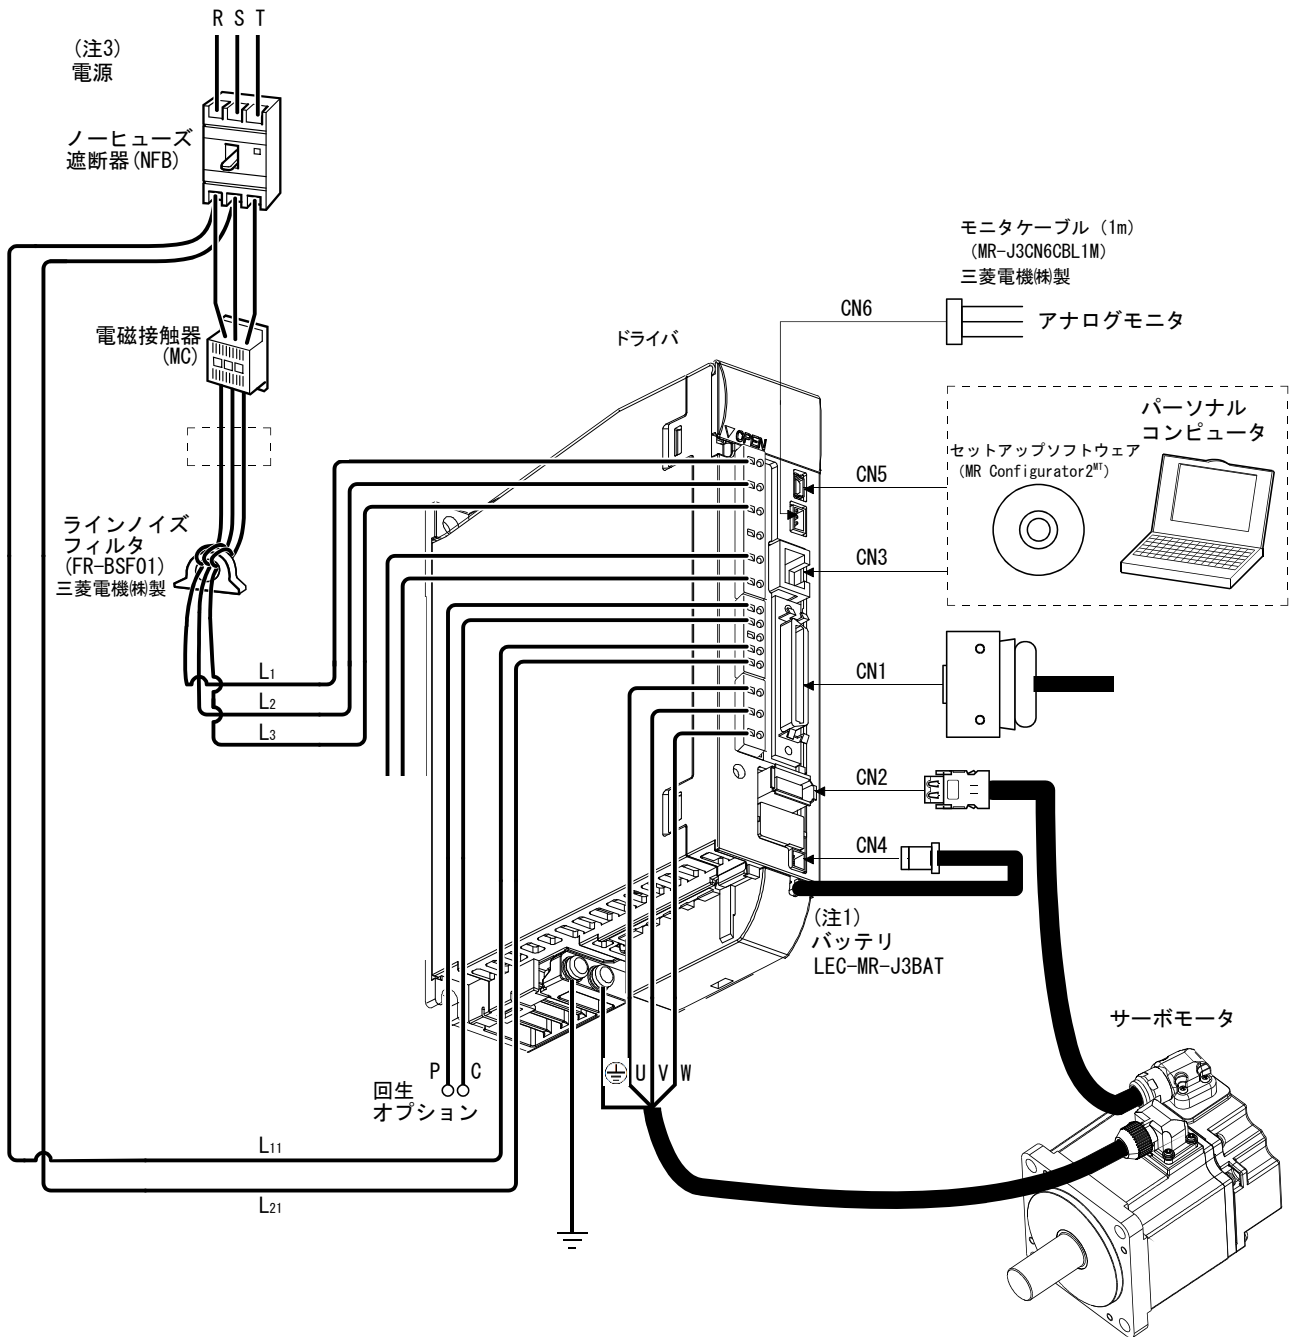 R S T
(注3)
電源
ノーヒューズ
遮断器(NFB)
モニタケーブル (1m)
(MR-J3CN6CBL1M)
三菱電機㈱製
CN6
アナログモニタ
電磁接触器
(MC)
ドライバ
OPEN
パーソナル
コンピュータ
セットアップソフトウェア
(MR Configurator2ᴹᵀ)
CN5
ラインノイズ
フィルタ
(FR-BSF01)
三菱電機㈱製
CN3
L₁
CN1
L₂
L₃
CN2
CN4
(注1)
バッテリ
LEC-MR-J3BAT
サーボモータ
P C
U V W
回生
オプション
L₁₁
L₂₁